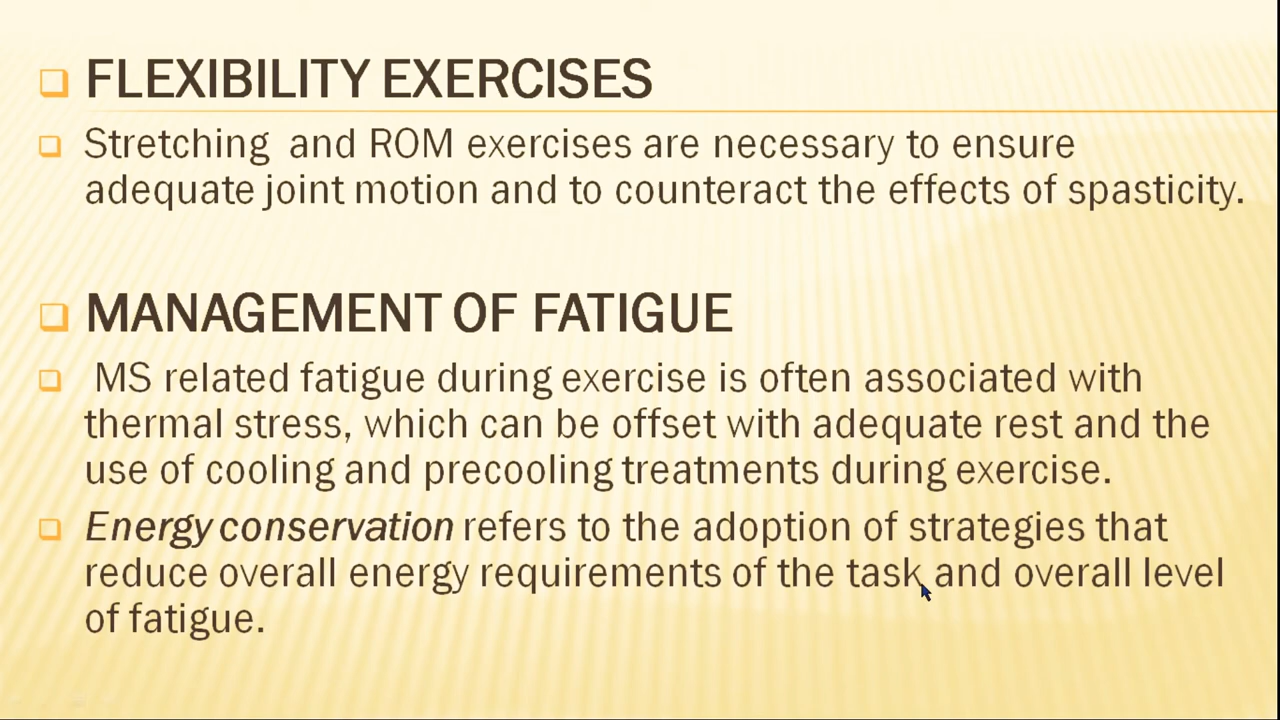 FLEXIBILITY EXERCISES
Stretching and ROM exercises are necessary to ensure
adequate joint motion and to counteract the effects of spasticity.
MANAGEMENT OF FATIGUE
MS related fatigue during exercise is often associated with
thermal stress, which can be offset with adequate rest and the
use of cooling and precooling treatments during exercise.
Energy conservation refers to the adoption of strategies that
reduce overall energy requirements of the task and overall level
of fatigue.